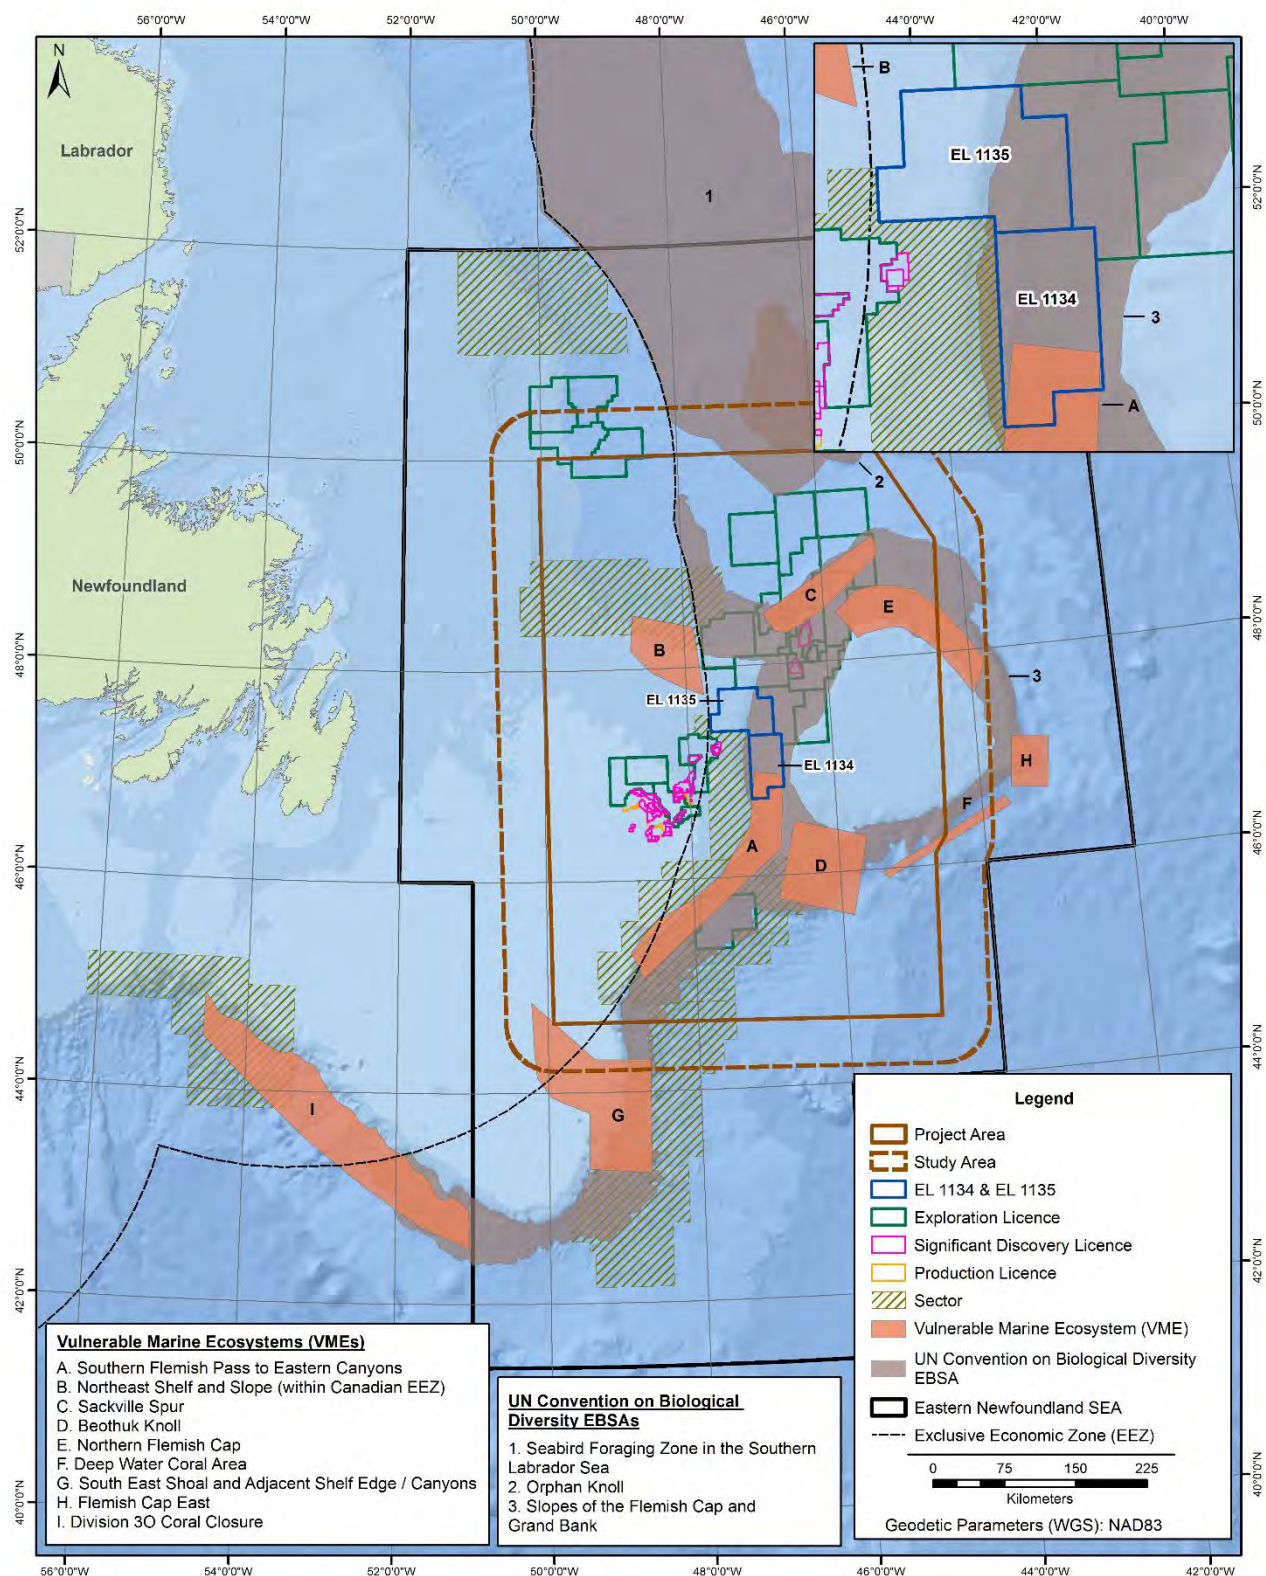 56°0'0"W 54°0'0"W 52°0'0"W 50°0'0"W 48°0'0"W 46°0'0"W 44°0'0"W 42°0'0"W 40°0'0"W
N
Labrador
1
B
EL 1135
EL 1134
3
A
2
52°0'0"N
50°0'0"N
48°0'0"N
46°0'0"N
44°0'0"N
42°0'0"N
40°0'0"N
52°0'0"N
50°0'0"N
48°0'0"N
46°0'0"N
44°0'0"N
42°0'0"N
40°0'0"N
Newfoundland
C
E
B
3
EL 1135
H
EL 1134
F
A
D
I
G
Legend
Project Area
Study Area
EL 1134 & EL 1135
Exploration Licence
Significant Discovery Licence
Production Licence
Sector
Vulnerable Marine Ecosystem (VME)
UN Convention on Biological Diversity
EBSA
Eastern Newfoundland SEA
Exclusive Economic Zone (EEZ)
0 75 150 225
Kilometers
Geodetic Parameters (WGS): NAD83
Vulnerable Marine Ecosystems (VMEs)
A. Southern Flemish Pass to Eastern Canyons
B. Northeast Shelf and Slope (within Canadian EEZ)
C. Sackville Spur
D. Beothuk Knoll
E. Northern Flemish Cap
F. Deep Water Coral Area
G. South East Shoal and Adjacent Shelf Edge / Canyons
H. Flemish Cap East
I. Division 3O Coral Closure
UN Convention on Biological
Diversity EBSAs
1. Seabird Foraging Zone in the Southern
Labrador Sea
2. Orphan Knoll
3. Slopes of the Flemish Cap and
Grand Bank
56°0'0"W 54°0'0"W 52°0'0"W 50°0'0"W 48°0'0"W 46°0'0"W 44°0'0"W 42°0'0"W